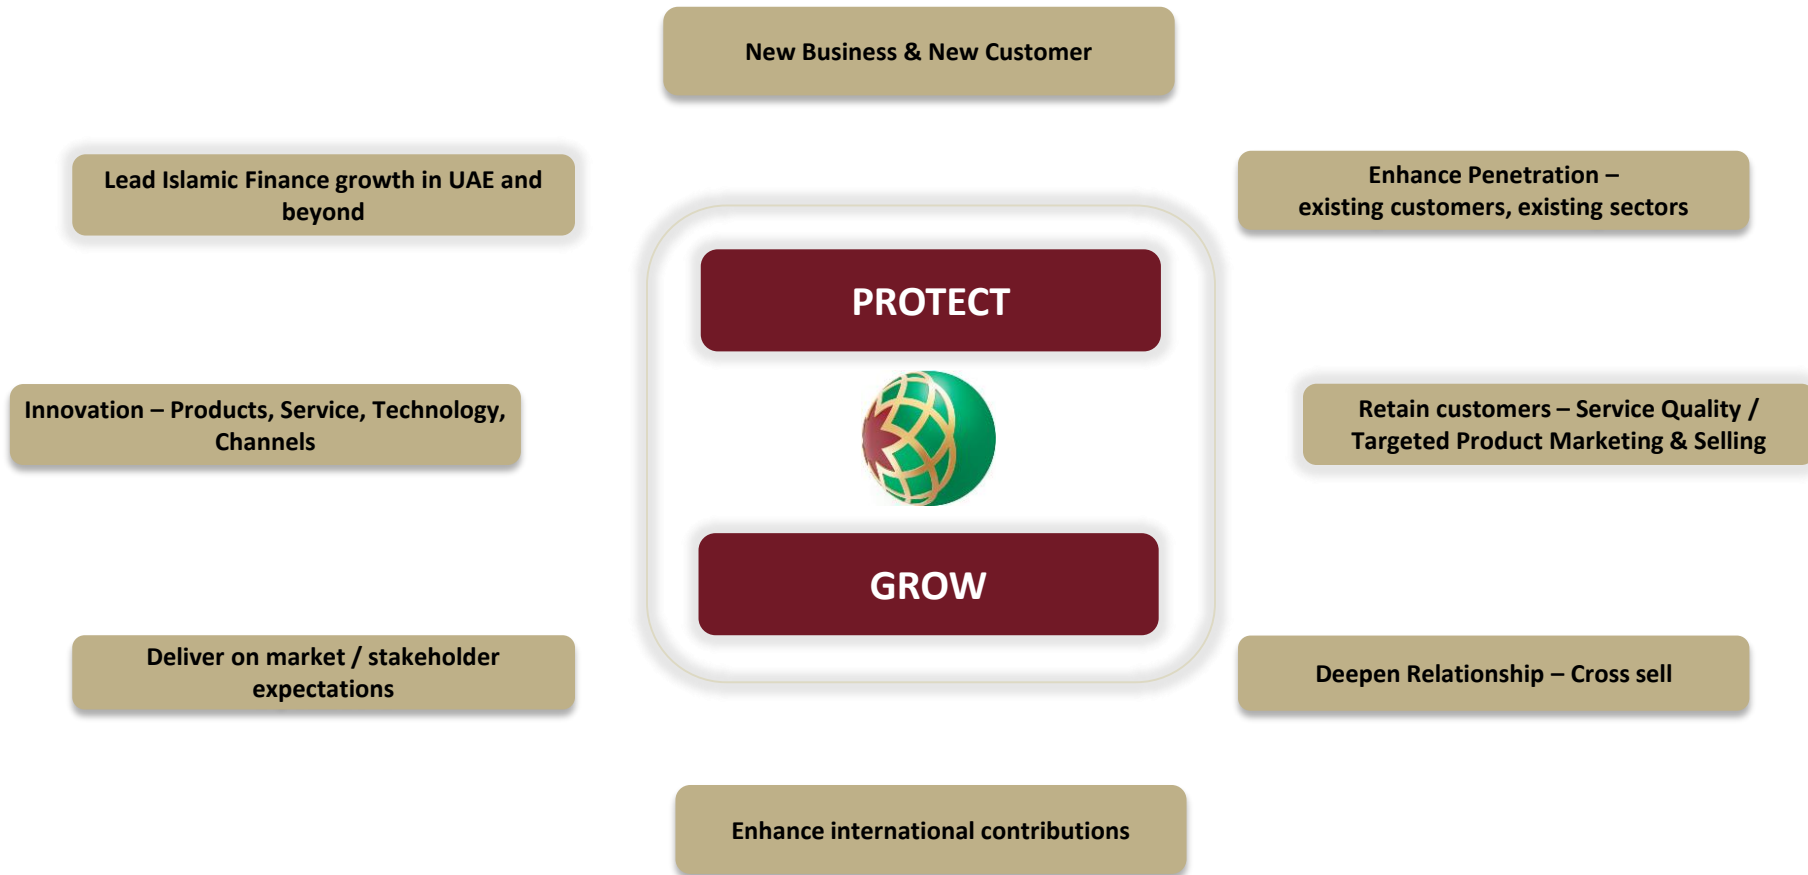 New Business & New Customer
Lead Islamic Finance growth in UAE and
beyond
Enhance Penetration –
existing customers, existing sectors
PROTECT
Innovation – Products, Service, Technology,
Channels
Retain customers – Service Quality /
Targeted Product Marketing & Selling
GROW
Deliver on market / stakeholder
expectations
Deepen Relationship – Cross sell
Enhance international contributions